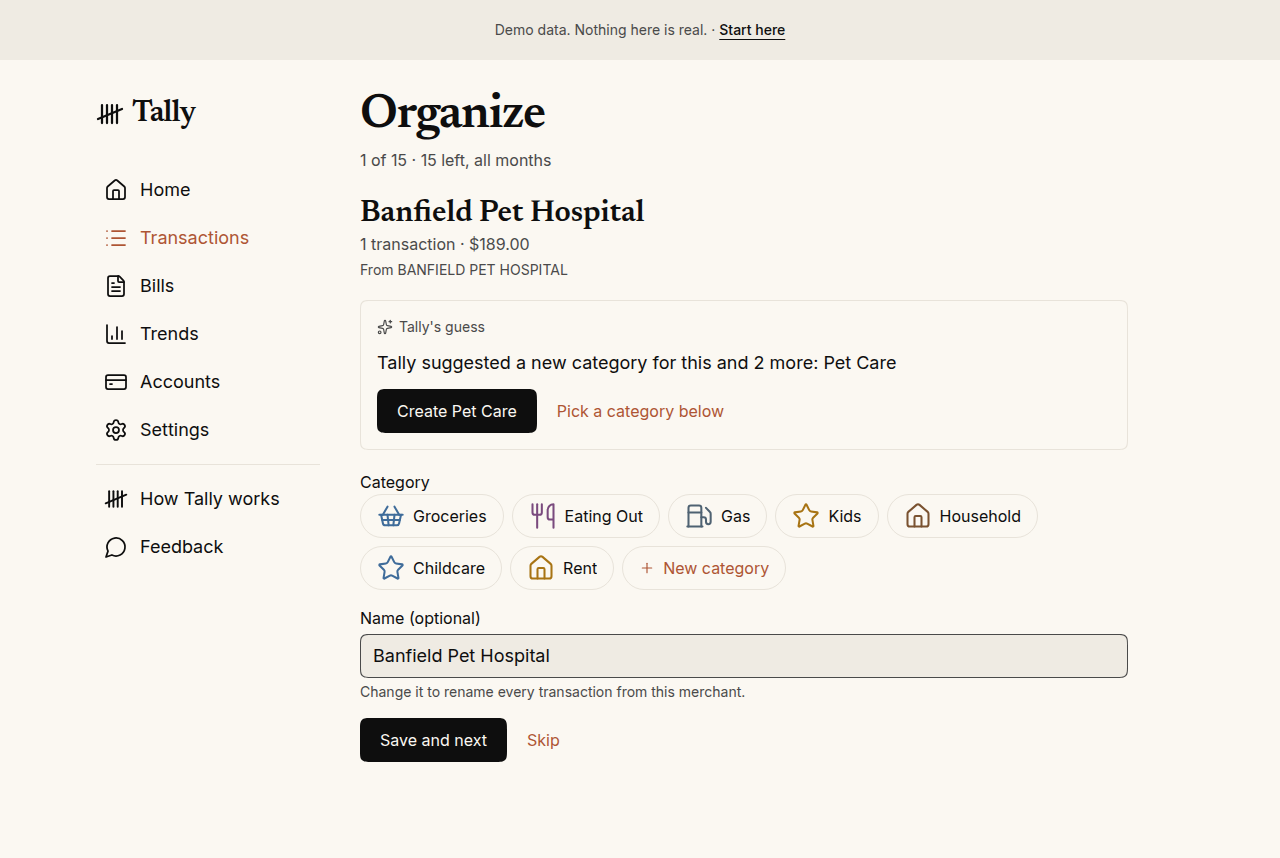 Demo data. Nothing here is real. · Start here
Tally
Home
Transactions
Bills
Trends
Accounts
Settings
How Tally works
Feedback
Organize
1 of 15 · 15 left, all months
Banfield Pet Hospital
1 transaction · $189.00
From BANFIELD PET HOSPITAL
Tally's guess
Tally suggested a new category for this and 2 more: Pet Care
Create Pet Care Pick a category below
Category
Groceries Eating Out Gas Kids Household
Childcare Rent + New category
Name (optional)
Banfield Pet Hospital
Change it to rename every transaction from this merchant.
Save and next Skip